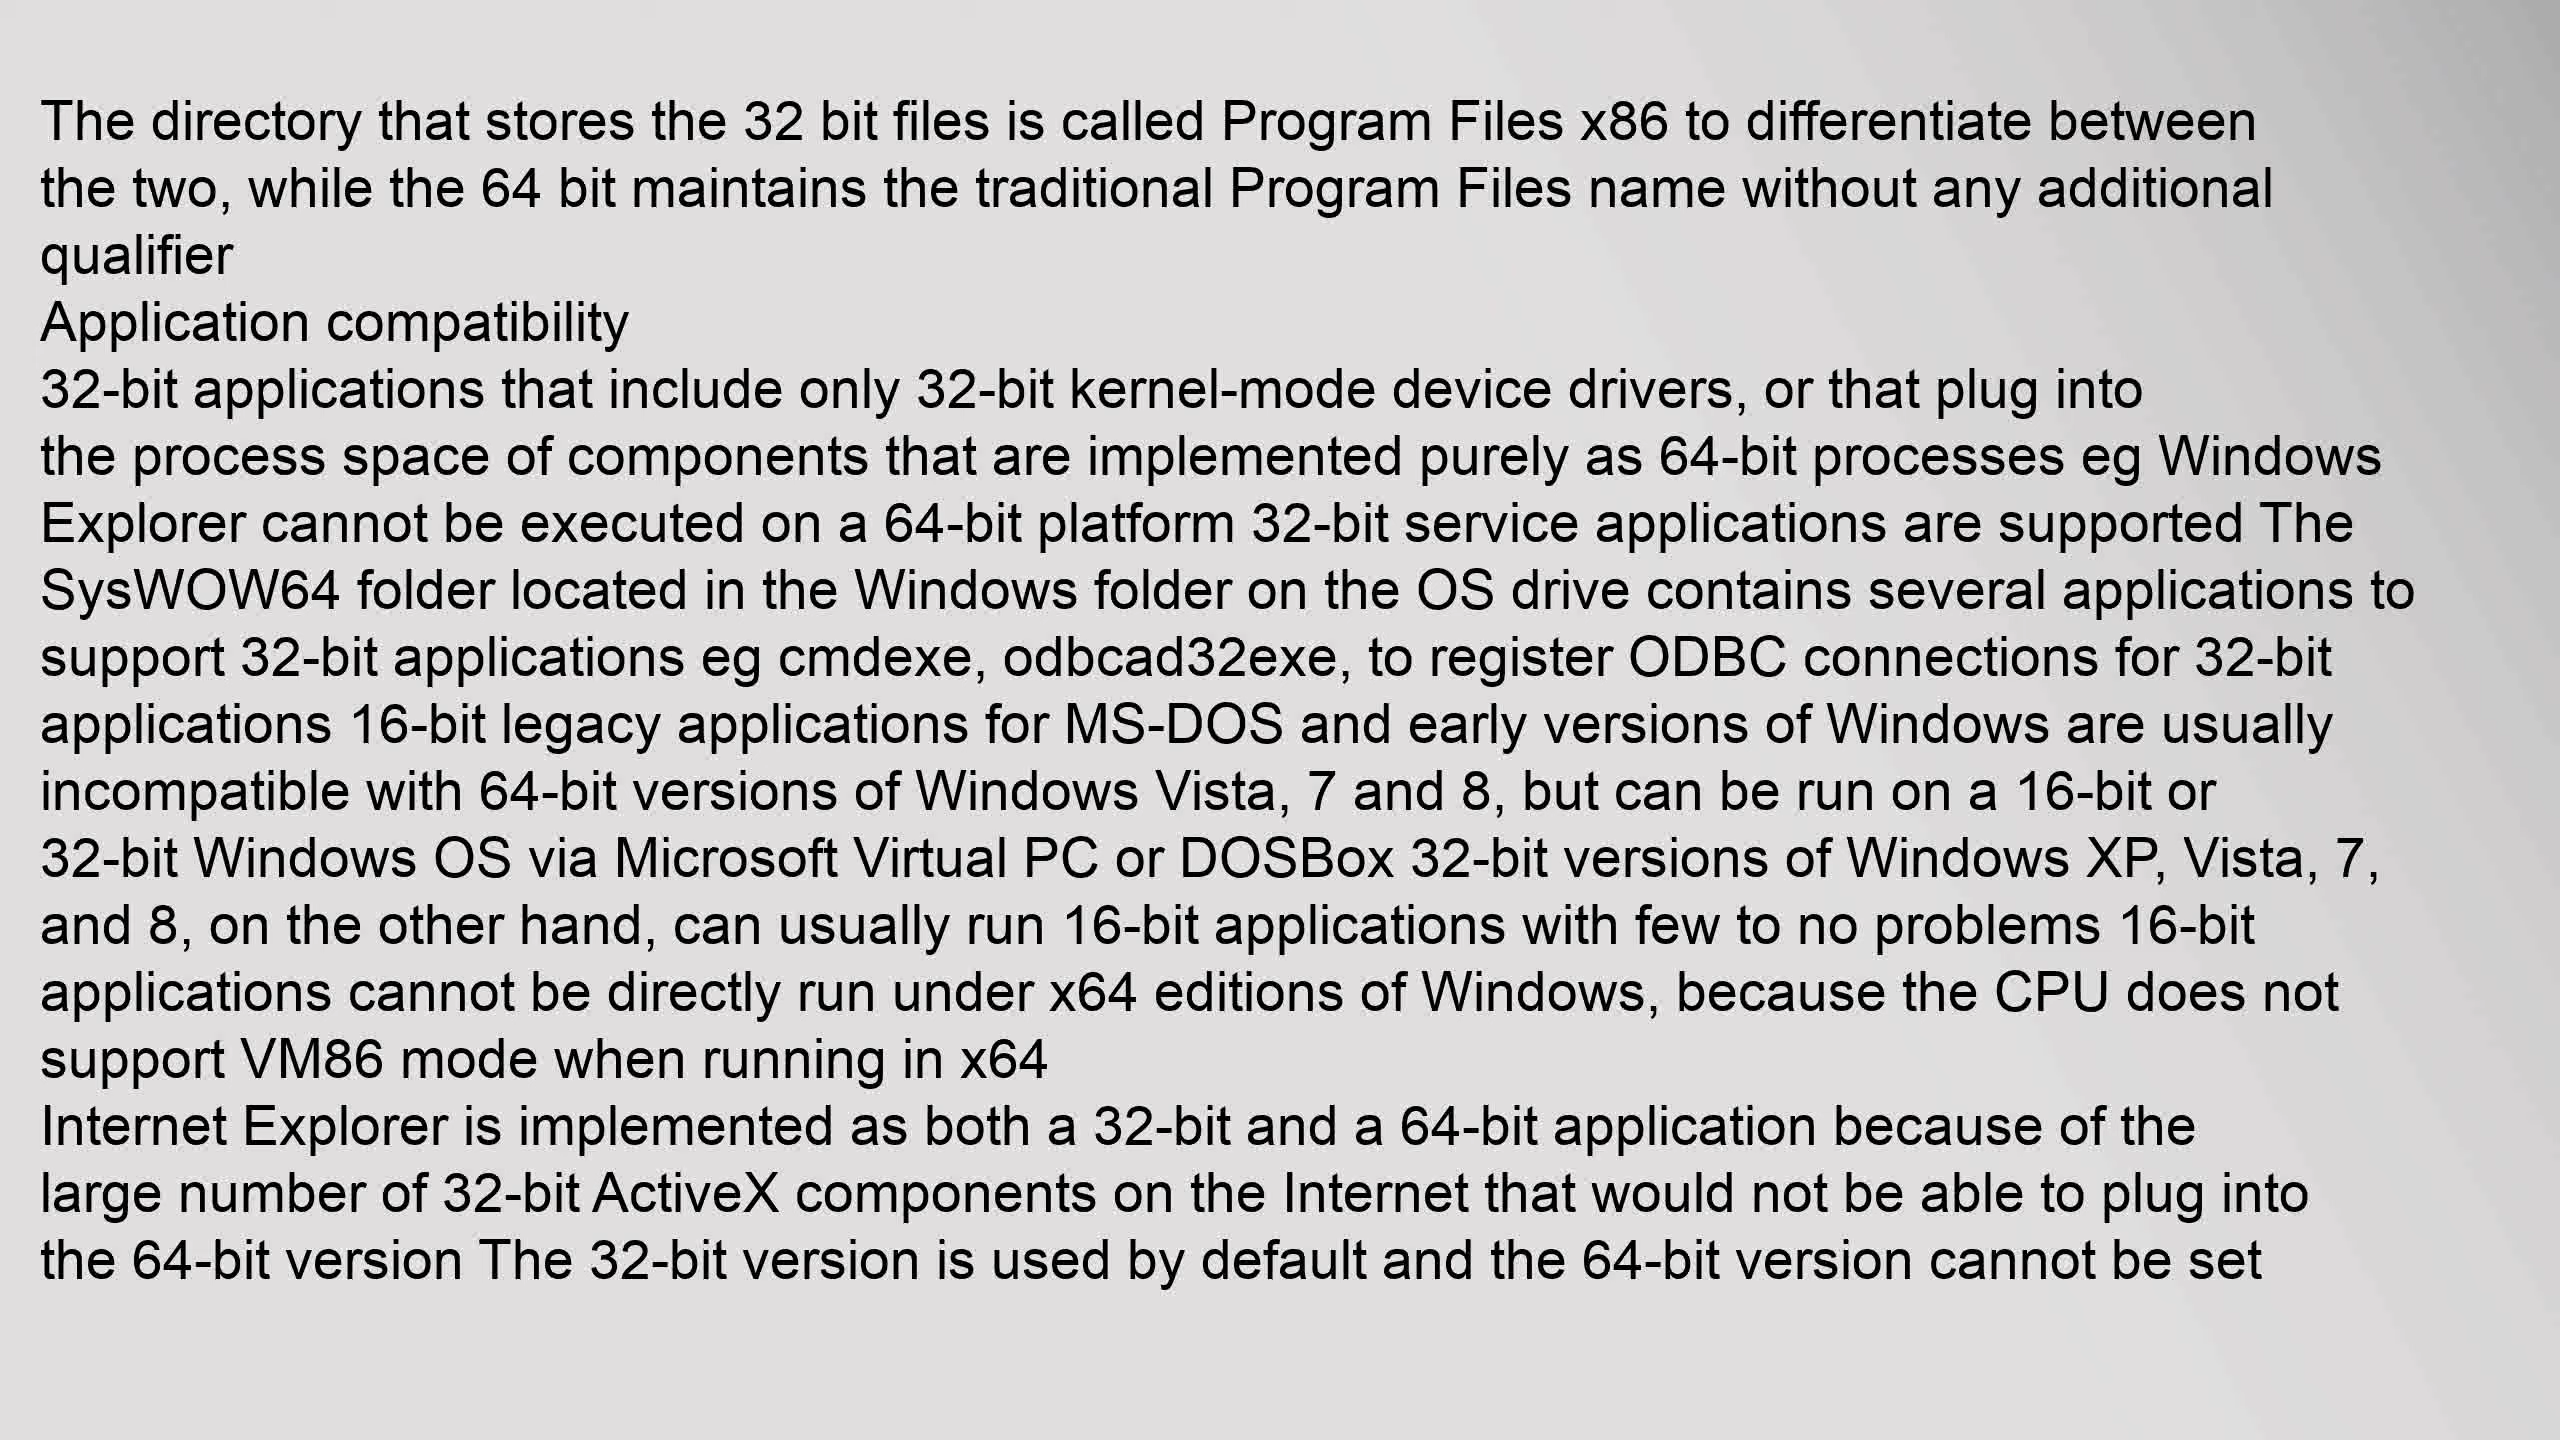 The directory that stores the 32 bit files is called Program Files x86 to differentiate between
the two, while the 64 bit maintains the traditional Program Files name without any additional
qualifier
Application compatibility
32-bit applications that include only 32-bit kernel-mode device drivers, or that plug into
the process space of components that are implemented purely as 64-bit processes eg Windows
Explorer cannot be executed on a 64-bit platform 32-bit service applications are supported The
SysWOW64 folder located in the Windows folder on the OS drive contains several applications to
support 32-bit applications eg cmdexe, odbcad32exe, to register ODBC connections for 32-bit
applications 16-bit legacy applications for MS-DOS and early versions of Windows are usually
incompatible with 64-bit versions of Windows Vista, 7 and 8, but can be run on a 16-bit or
32-bit Windows OS via Microsoft Virtual PC or DOSBox 32-bit versions of Windows XP, Vista, 7,
and 8, on the other hand, can usually run 16-bit applications with few to no problems 16-bit
applications cannot be directly run under x64 editions of Windows, because the CPU does not
support VM86 mode when running in x64
Internet Explorer is implemented as both a 32-bit and a 64-bit application because of the
large number of 32-bit ActiveX components on the Internet that would not be able to plug into
the 64-bit version The 32-bit version is used by default and the 64-bit version cannot be set